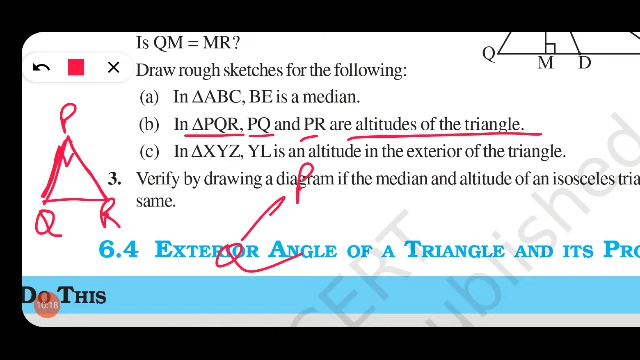 Is QM = MR?
Q M D
Draw rough sketches for the following:
(a) In ΔABC, BE is a median.
(b) In ΔPQR, PQ and PR are altitudes of the triangle.
(c) In ΔXYZ, YL is an altitude in the exterior of the triangle.
P
Q R
3. Verify by drawing a diagram if the median and altitude of an isosceles tria
same.
P
Q
6.4 EXTERIOR ANGLE OF A TRIANGLE AND ITS PRO
DO THIS
10:18